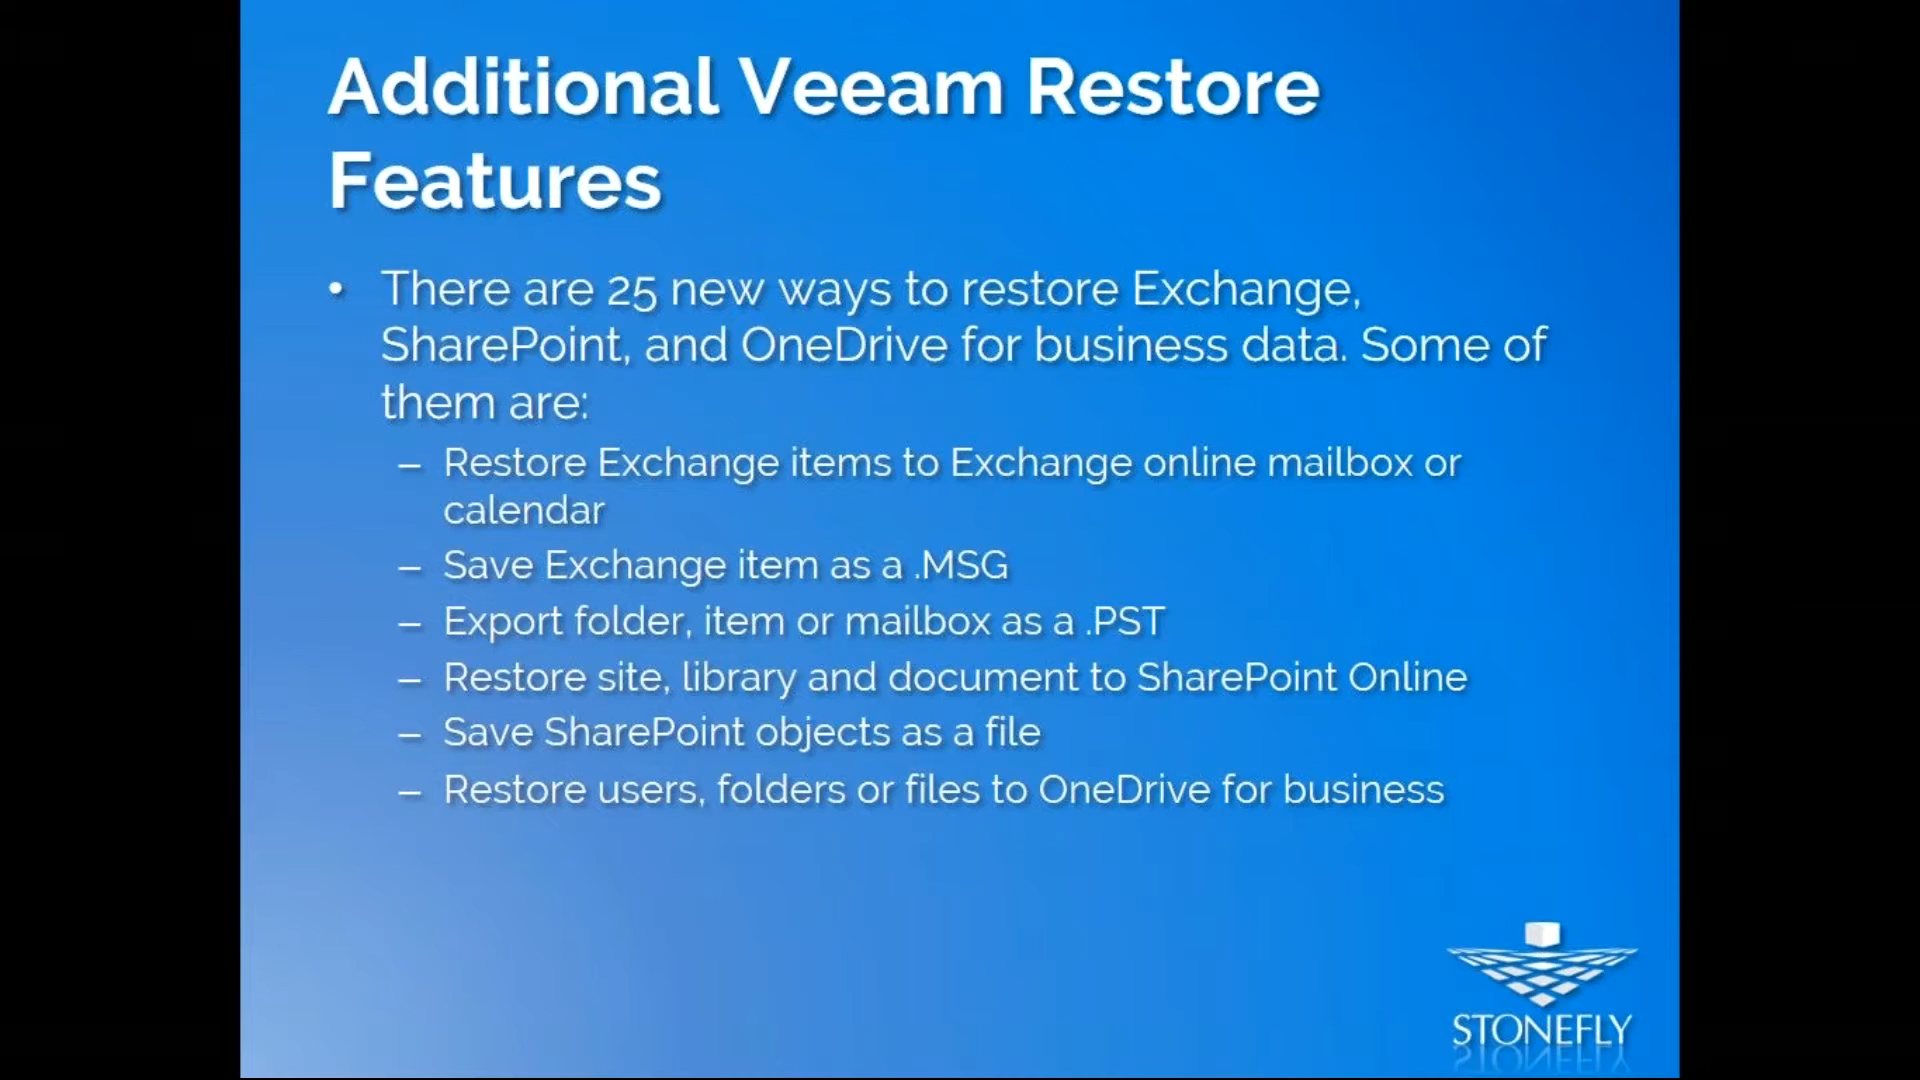 Additional Veeam Restore
Features
• There are 25 new ways to restore Exchange,
SharePoint, and OneDrive for business data. Some of
them are:
– Restore Exchange items to Exchange online mailbox or
calendar
– Save Exchange item as a .MSG
– Export folder, item or mailbox as a .PST
– Restore site, library and document to SharePoint Online
– Save SharePoint objects as a file
– Restore users, folders or files to OneDrive for business
STONEFLY